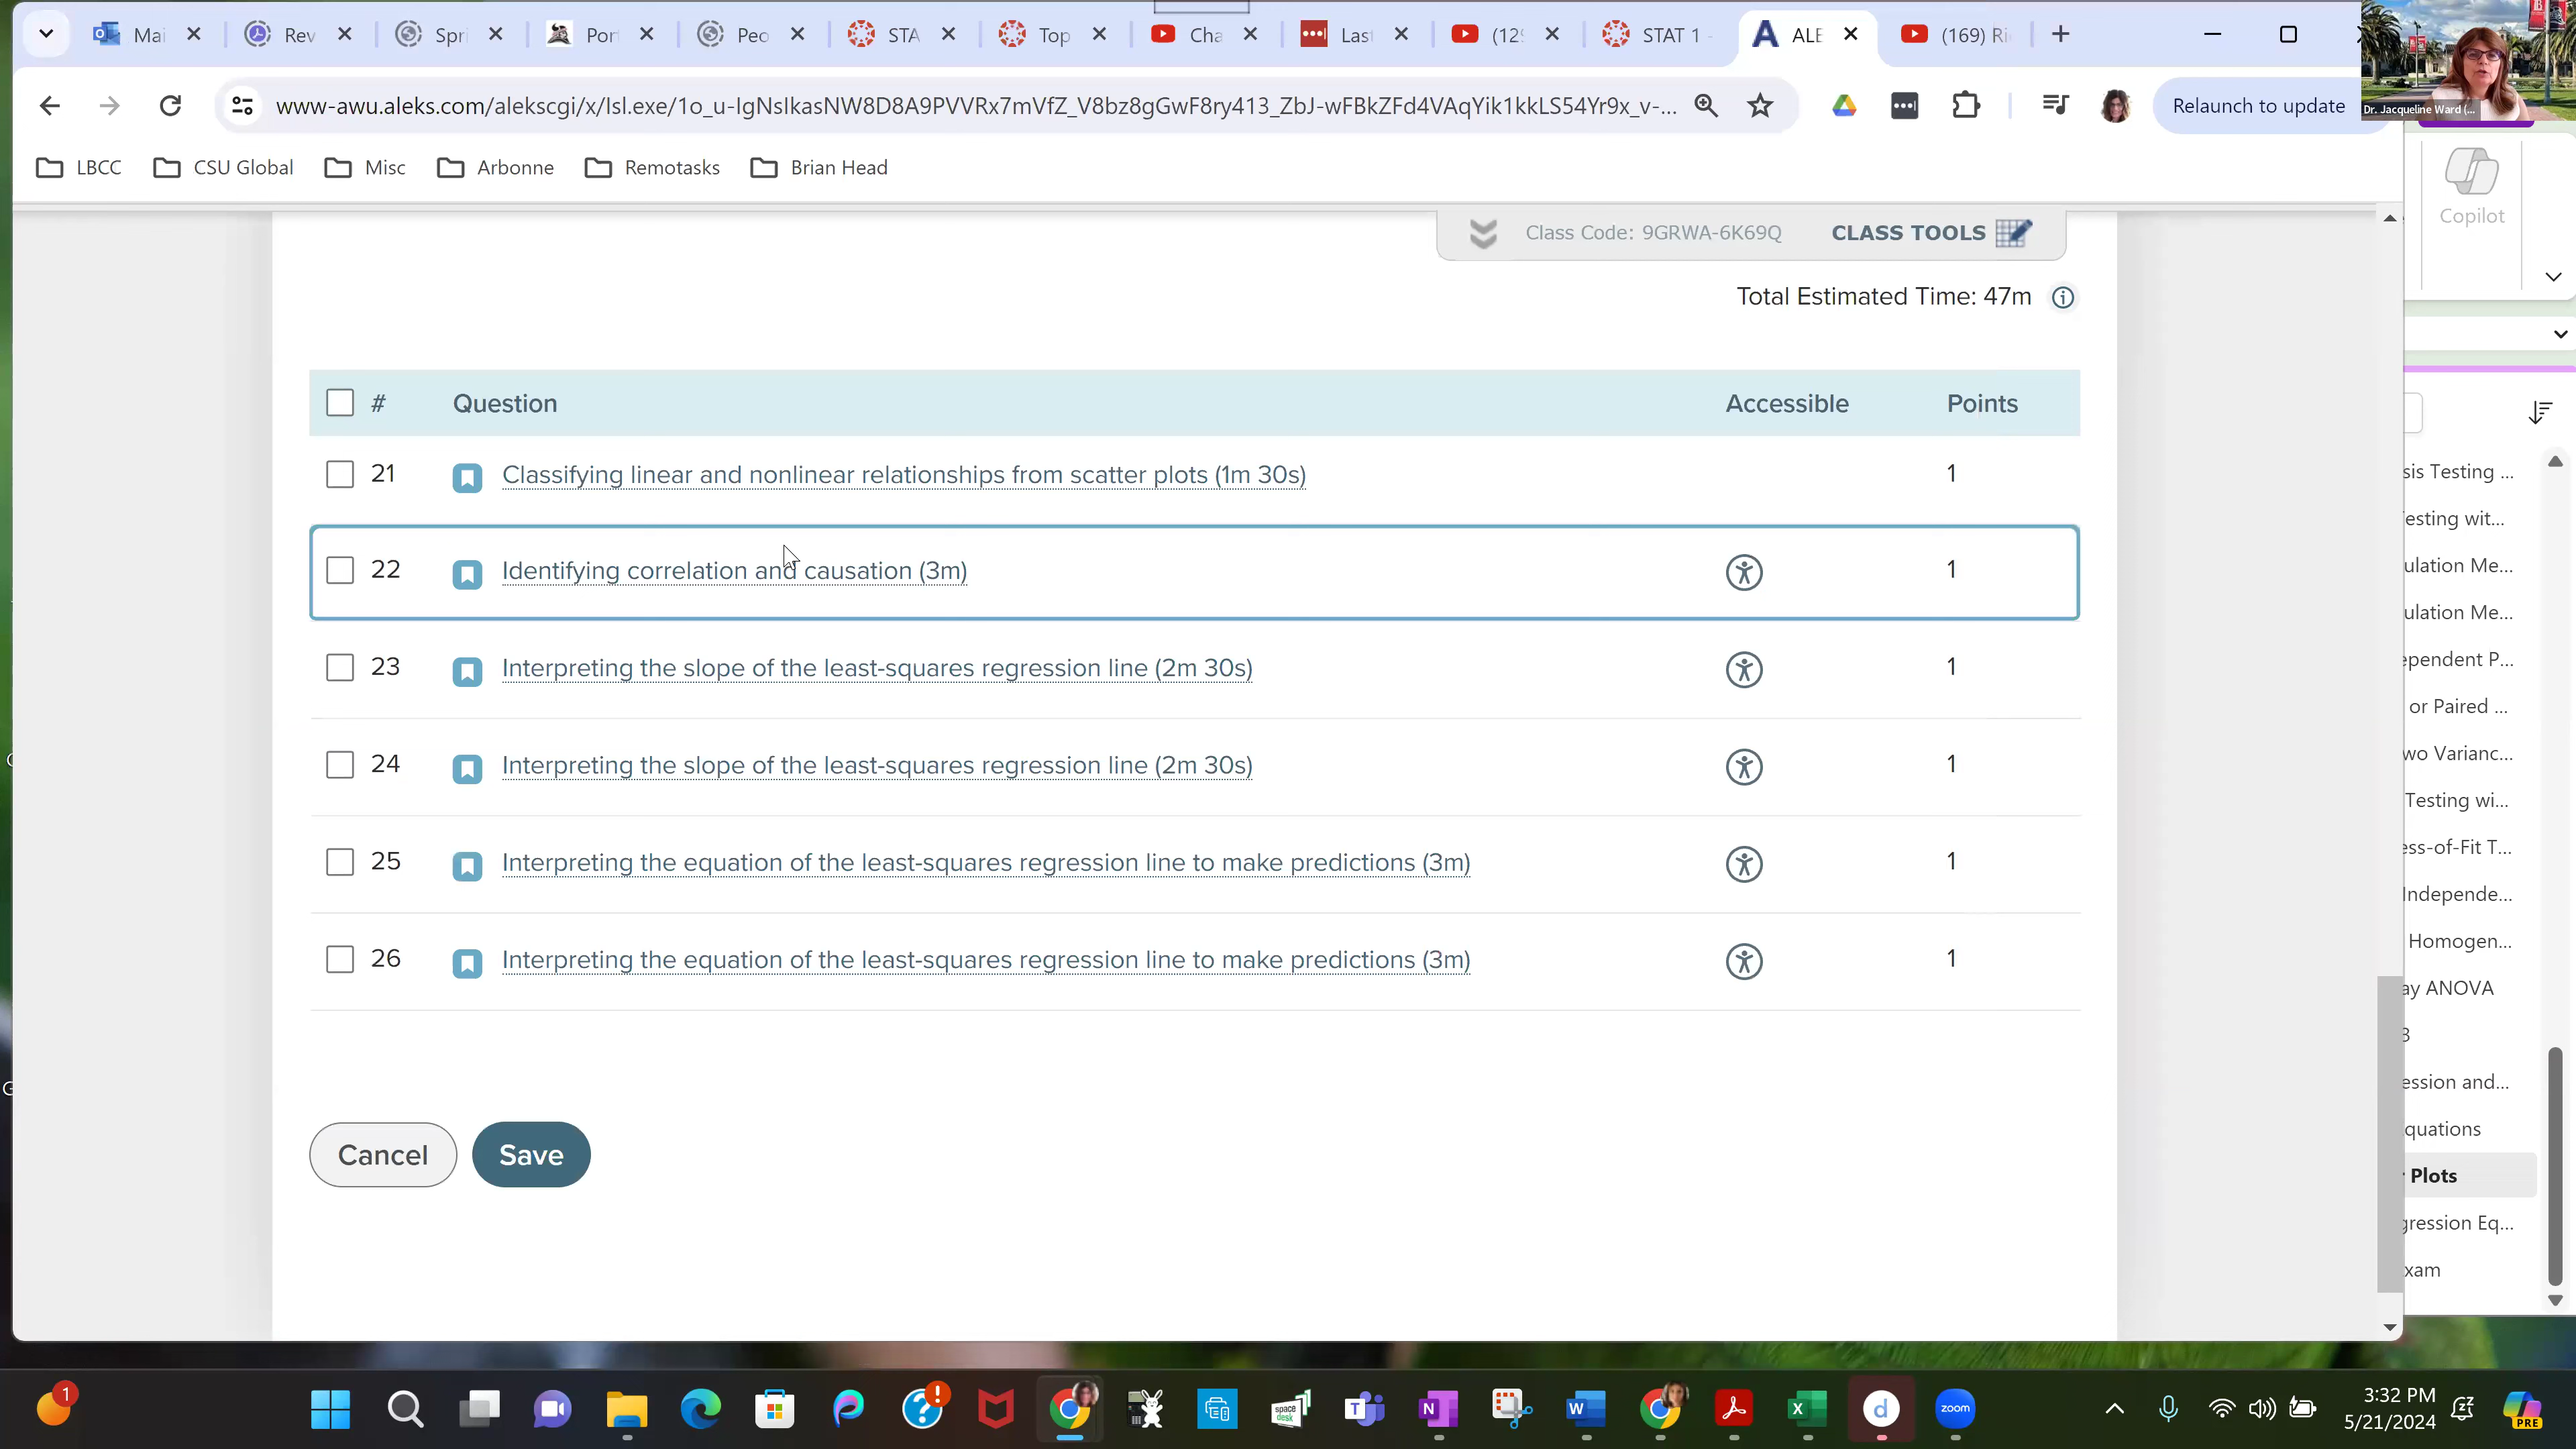 Mai
Rev
Spri
Por
Peo
STA
Top
Cha
Las
(129
STAT 1 -
ALE
(169) Ri
www-awu.aleks.com/alekscgi/x/Isl.exe/1o_u-IgNsIkasNW8D8A9PVVRx7mVfZ_V8bz8gGwF8ry413_ZbJ-wFBkZFd4VAqYik1kkLS54Yr9x_v-...
Relaunch to update
Dr. Jacqueline Ward (...
LBCC
CSU Global
Misc
Arbonne
Remotasks
Brian Head
Copilot
Class Code: 9GRWA-6K69Q
CLASS TOOLS
Total Estimated Time: 47m
# Question Accessible Points
21 Classifying linear and nonlinear relationships from scatter plots (1m 30s) 1
22 Identifying correlation and causation (3m) 1
23 Interpreting the slope of the least-squares regression line (2m 30s) 1
24 Interpreting the slope of the least-squares regression line (2m 30s) 1
25 Interpreting the equation of the least-squares regression line to make predictions (3m) 1
26 Interpreting the equation of the least-squares regression line to make predictions (3m) 1
Cancel
Save
sis Testing ...
esting wit...
ulation Me...
ulation Me...
ependent P...
or Paired ...
wo Varianc...
Testing wi...
ess-of-Fit T...
Independe...
Homogen...
ay ANOVA
ession and...
quations
Plots
gression Eq...
xam
1
space desk
zoom
3:32 PM
5/21/2024
PRE